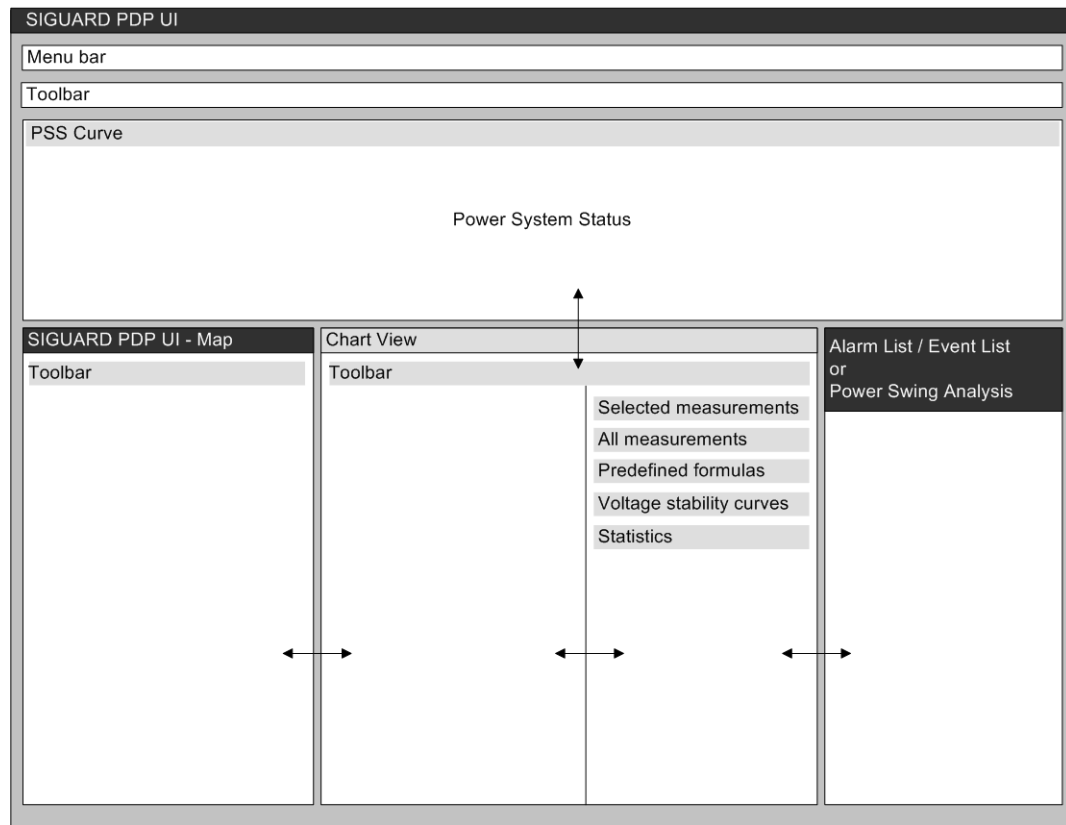 SIGUARD PDP UI
Menu bar
Toolbar
PSS Curve
Power System Status
SIGUARD PDP UI - Map
Toolbar
Chart View
Toolbar
Selected measurements
All measurements
Predefined formulas
Voltage stability curves
Statistics
Alarm List / Event List
or
Power Swing Analysis